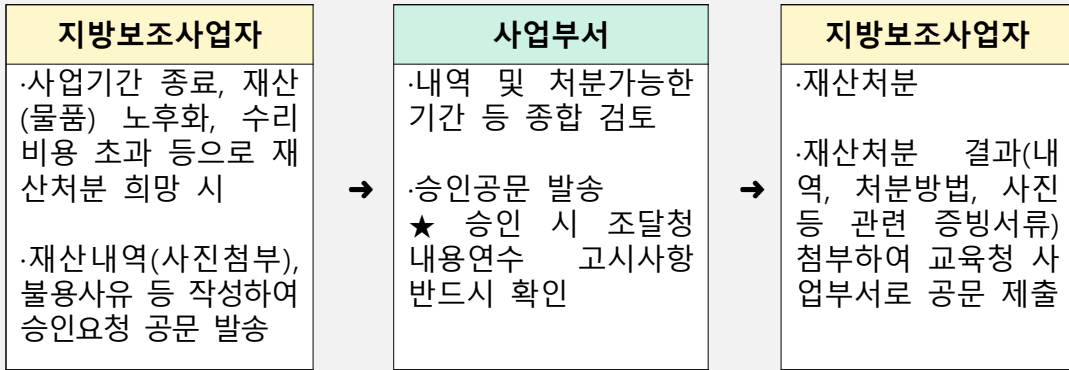 지방보조사업자
·사업기간 종료, 재산
(물품) 노후화, 수리
비용 초과 등으로 재
산처분 희망 시
·재산내역(사진첨부),
불용사유 등 작성하여
승인요청 공문 발송
➜
사업부서
·내역 및 처분가능한
기간 등 종합 검토
·승인공문 발송
★ 승인 시 조달청
내용연수 고시사항
반드시 확인
➜
지방보조사업자
·재산처분
·재산처분 결과(내
역, 처분방법, 사진
등 관련 증빙서류)
첨부하여 교육청 사
업부서로 공문 제출